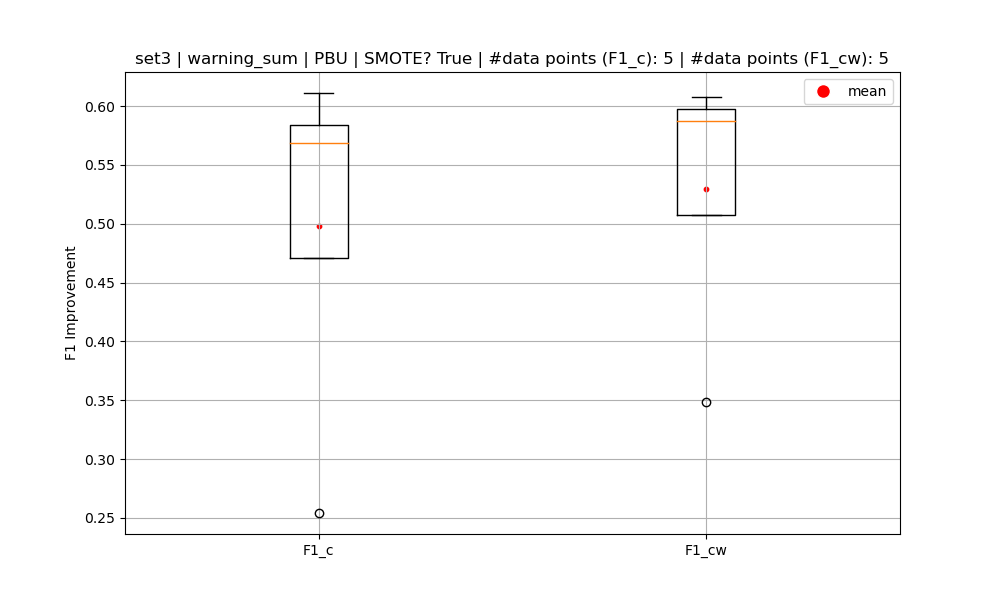 set3 | warning_sum | PBU | SMOTE? True | #data points (F1_c): 5 | #data points (F1_cw): 5
mean
0.60
0.55
0.50
0.45
0.40
0.35
0.30
0.25
F1 Improvement
F1_c
F1_cw